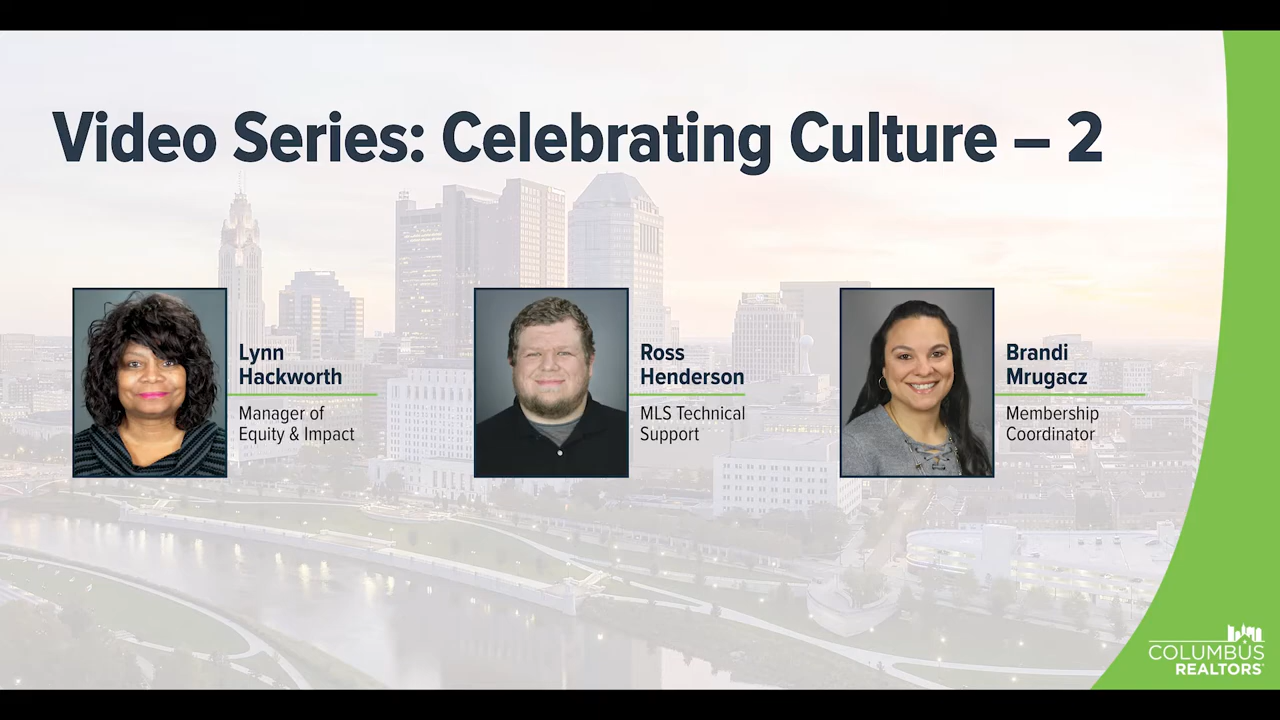 Video Series: Celebrating Culture – 2
Lynn
Hackworth
Manager of
Equity & Impact
Ross
Henderson
MLS Technical
Support
Brandi
Mrugacz
Membership
Coordinator
COLUMBUS
REALTORS®